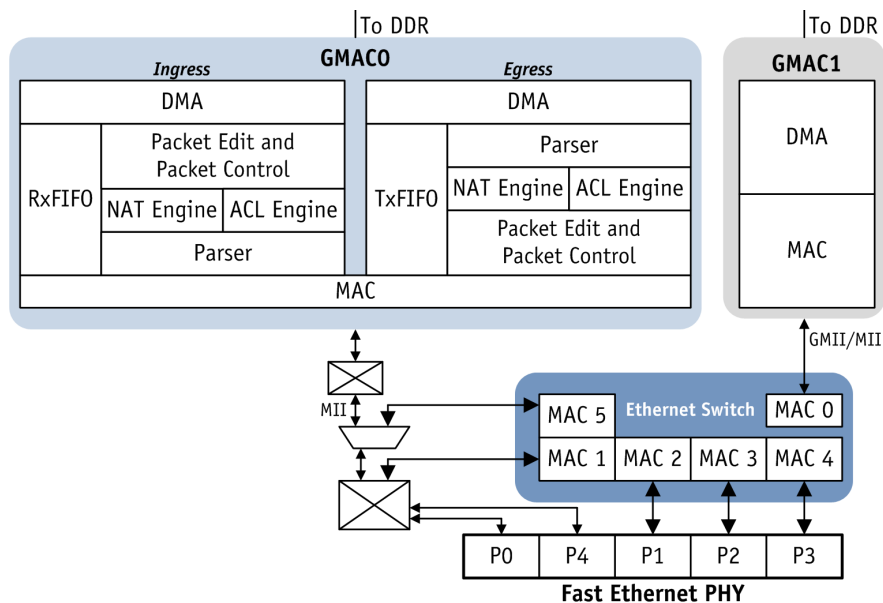 To DDR
To DDR
GMAC0
GMAC1
Ingress
Egress
DMA
DMA
RxFIFO
Packet Edit and
Packet Control
NAT Engine
ACL Engine
Parser
TxFIFO
Parser
NAT Engine
ACL Engine
Packet Edit and
Packet Control
MAC
DMA
MAC
GMII/MII
MII
Ethernet Switch
MAC 0
MAC 5
MAC 1
MAC 2
MAC 3
MAC 4
P0
P4
P1
P2
P3
Fast Ethernet PHY